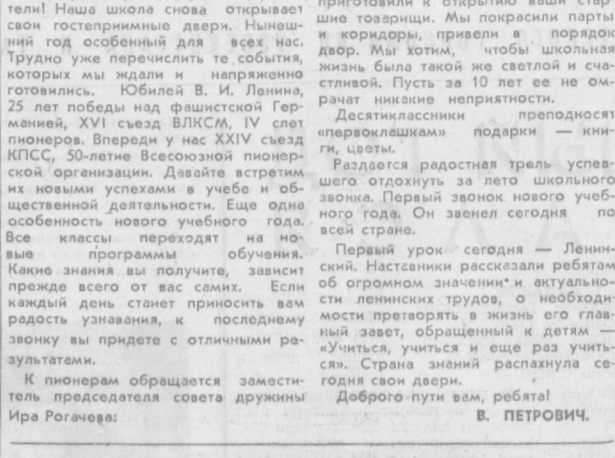 тели! Наша школа снова открывает
свои гостеприимные двери. Нынеш-
ний год особенный для всех нас.
Трудно уже перечислить те события,
которых мы ждали и напряженно
готовились. Юбилей В. И. Ленина,
25 лет победы над фашистской Гер-
манией, XVI съезд ВЛКСМ, IV слет
пионеров. Впереди у нас XXIV съезд
КПСС, 50-летие Всесоюзной пионер-
ской организации. Давайте встретим
их новыми успехами в учебе и об-
щественной деятельности. Еще одна
особенность нового учебного года.
Все классы переходят на но-
вые программы обучения.
Какие знания вы получите, зависит
прежде всего от вас самих. Если
каждый день станет приносить вам
радость узнавания, к последнему
звонку вы придете с отличными ре-
зультатами.
К пионерам обращается замести-
тель председателя совета дружины
Ира Рогачева:
приготовили к открытию ваши стар-
шие товарищи. Мы покрасили парты
и коридоры, привели в порядок
двор. Мы хотим, чтобы школьная
жизнь была такой же светлой и сча-
стливой. Пусть за 10 лет ее не ом-
рачат никакие неприятности.
Десятиклассники преподносят
«первоклашкам» подарки — кни-
ги, цветы.
Раздается радостная трель успев-
шего отдохнуть за лето школьного
звонка. Первый звонок нового учеб-
ного года. Он звенел сегодня по
всей стране.
Первый урок сегодня — Ленин-
ский. Наставники рассказали ребятам
об огромном значении и актуально-
сти ленинских трудов, о необходи
мости претворять в жизнь его глав-
ный завет, обращенный к детям —
«Учиться, учиться и еще раз учить-
ся». Страна знаний распахнула се-
годня свои двери.
Доброго пути вам, ребята!
В. ПЕТРОВИЧ.